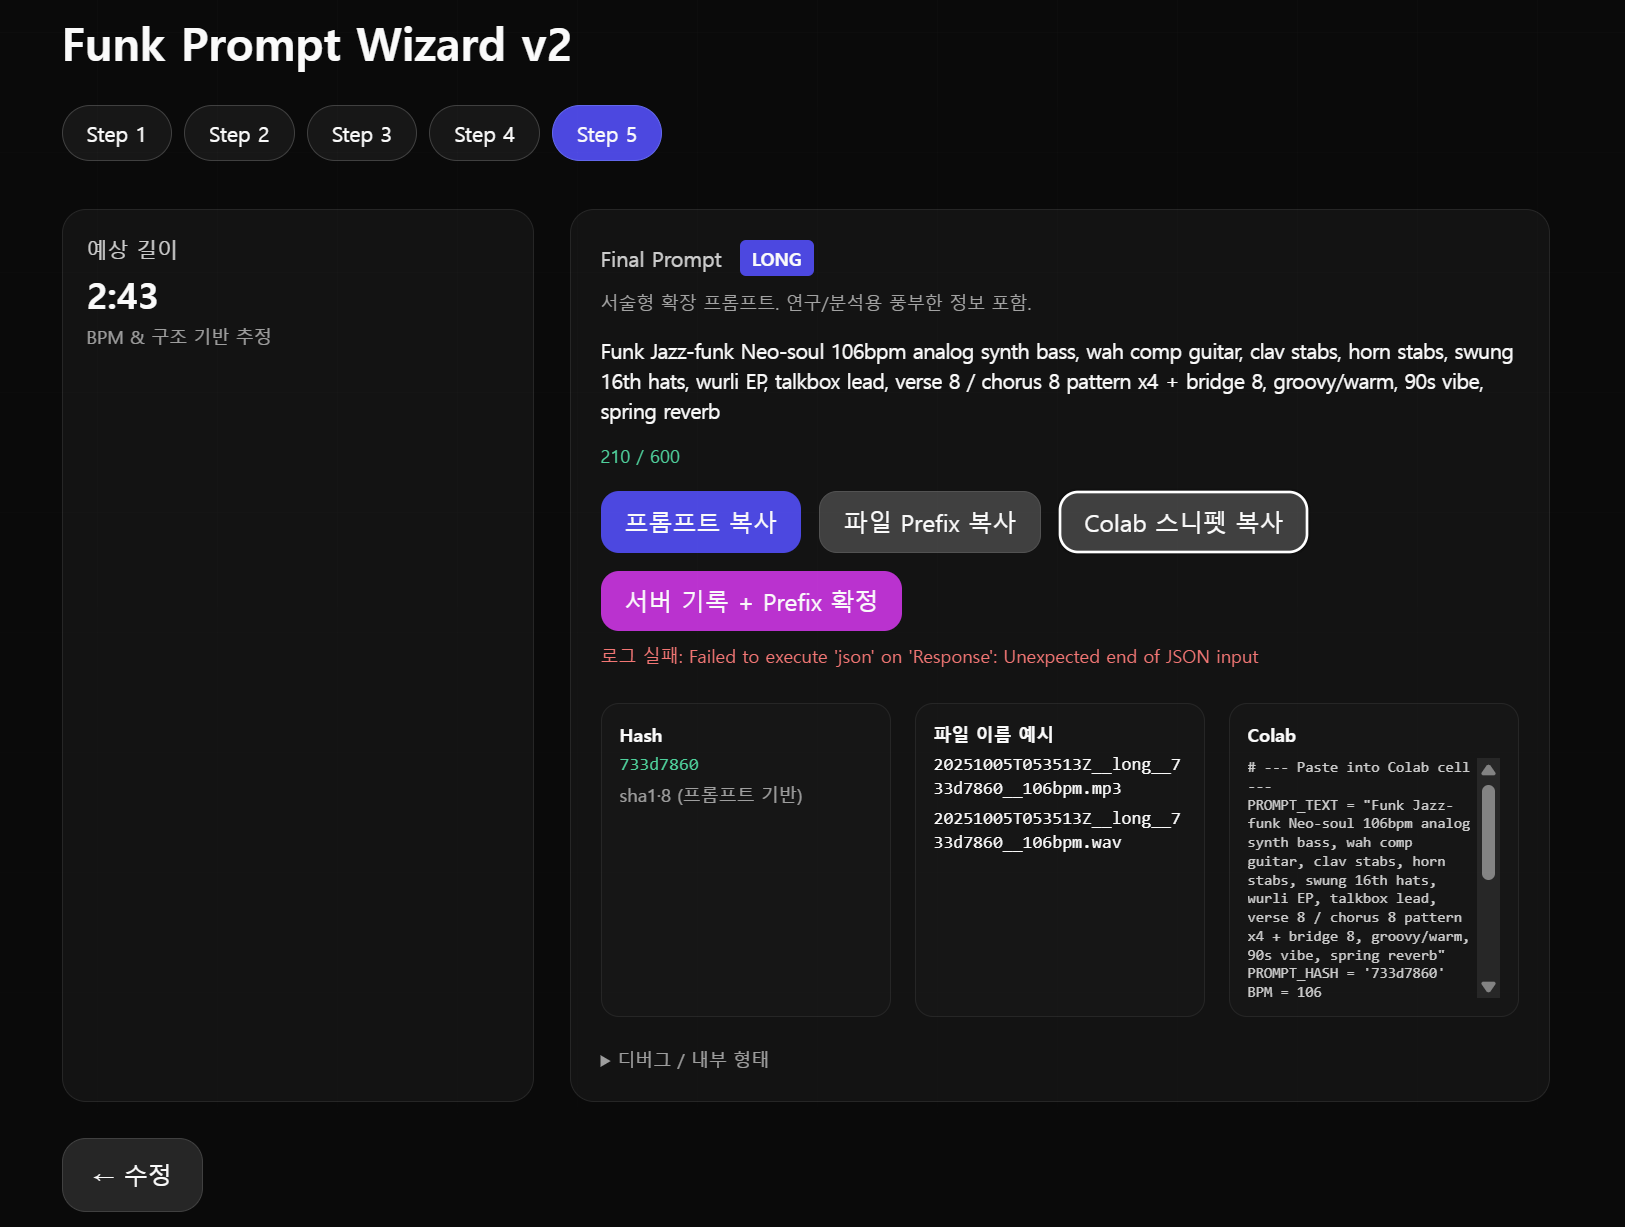 Funk Prompt Wizard v2
Step 1
Step 2
Step 3
Step 4
Step 5
예상 길이
2:43
BPM & 구조 기반 추정
Final Prompt LONG
서술형 확장 프롬프트. 연구/분석용 풍부한 정보 포함.
Funk Jazz-funk Neo-soul 106bpm analog synth bass, wah comp guitar, clav stabs, horn stabs, swung
16th hats, wurli EP, talkbox lead, verse 8 / chorus 8 pattern x4 + bridge 8, groovy/warm, 90s vibe,
spring reverb
210 / 600
프롬프트 복사
파일 Prefix 복사
Colab 스니펫 복사
서버 기록 + Prefix 확정
로그 실패: Failed to execute 'json' on 'Response': Unexpected end of JSON input
Hash
733d7860
sha1·8 (프롬프트 기반)
파일 이름 예시
20251005T053513Z__long__7
33d7860__106bpm.mp3
20251005T053513Z__long__7
33d7860__106bpm.wav
Colab
# --- Paste into Colab cell
---
PROMPT_TEXT = "Funk Jazz-
funk Neo-soul 106bpm analog
synth bass, wah comp
guitar, clav stabs, horn
stabs, swung 16th hats,
wurli EP, talkbox lead,
verse 8 / chorus 8 pattern
x4 + bridge 8, groovy/warm,
90s vibe, spring reverb"
PROMPT_HASH = '733d7860'
BPM = 106
▶ 디버그 / 내부 형태
← 수정